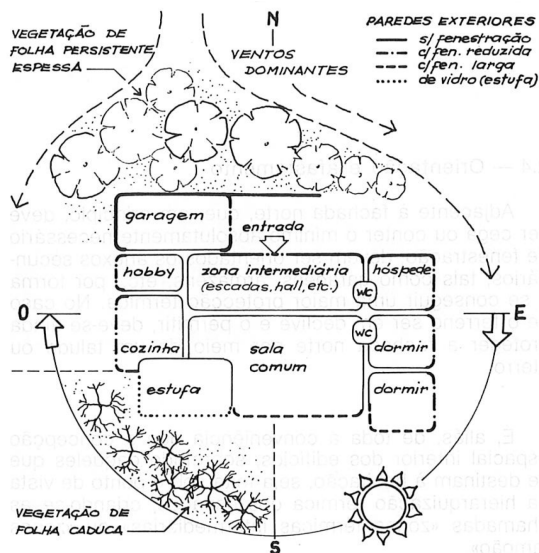 N
VEGETAÇÃO DE
FOLHA PERSISTENTE
ESPESSA
VENTOS
DOMINANTES
PAREDES EXTERIORES
s/fenestração
c/fen. reduzida
c/fen. larga
de vidro (estufa)
garagem
entrada
hobby
zona intermediária
(escadas, hall, etc.)
hóspede
wc
O
E
wc
cozinha
sala
comum
dormir
estufa
dormir
VEGETAÇÃO DE
FOLHA CADUCA
S